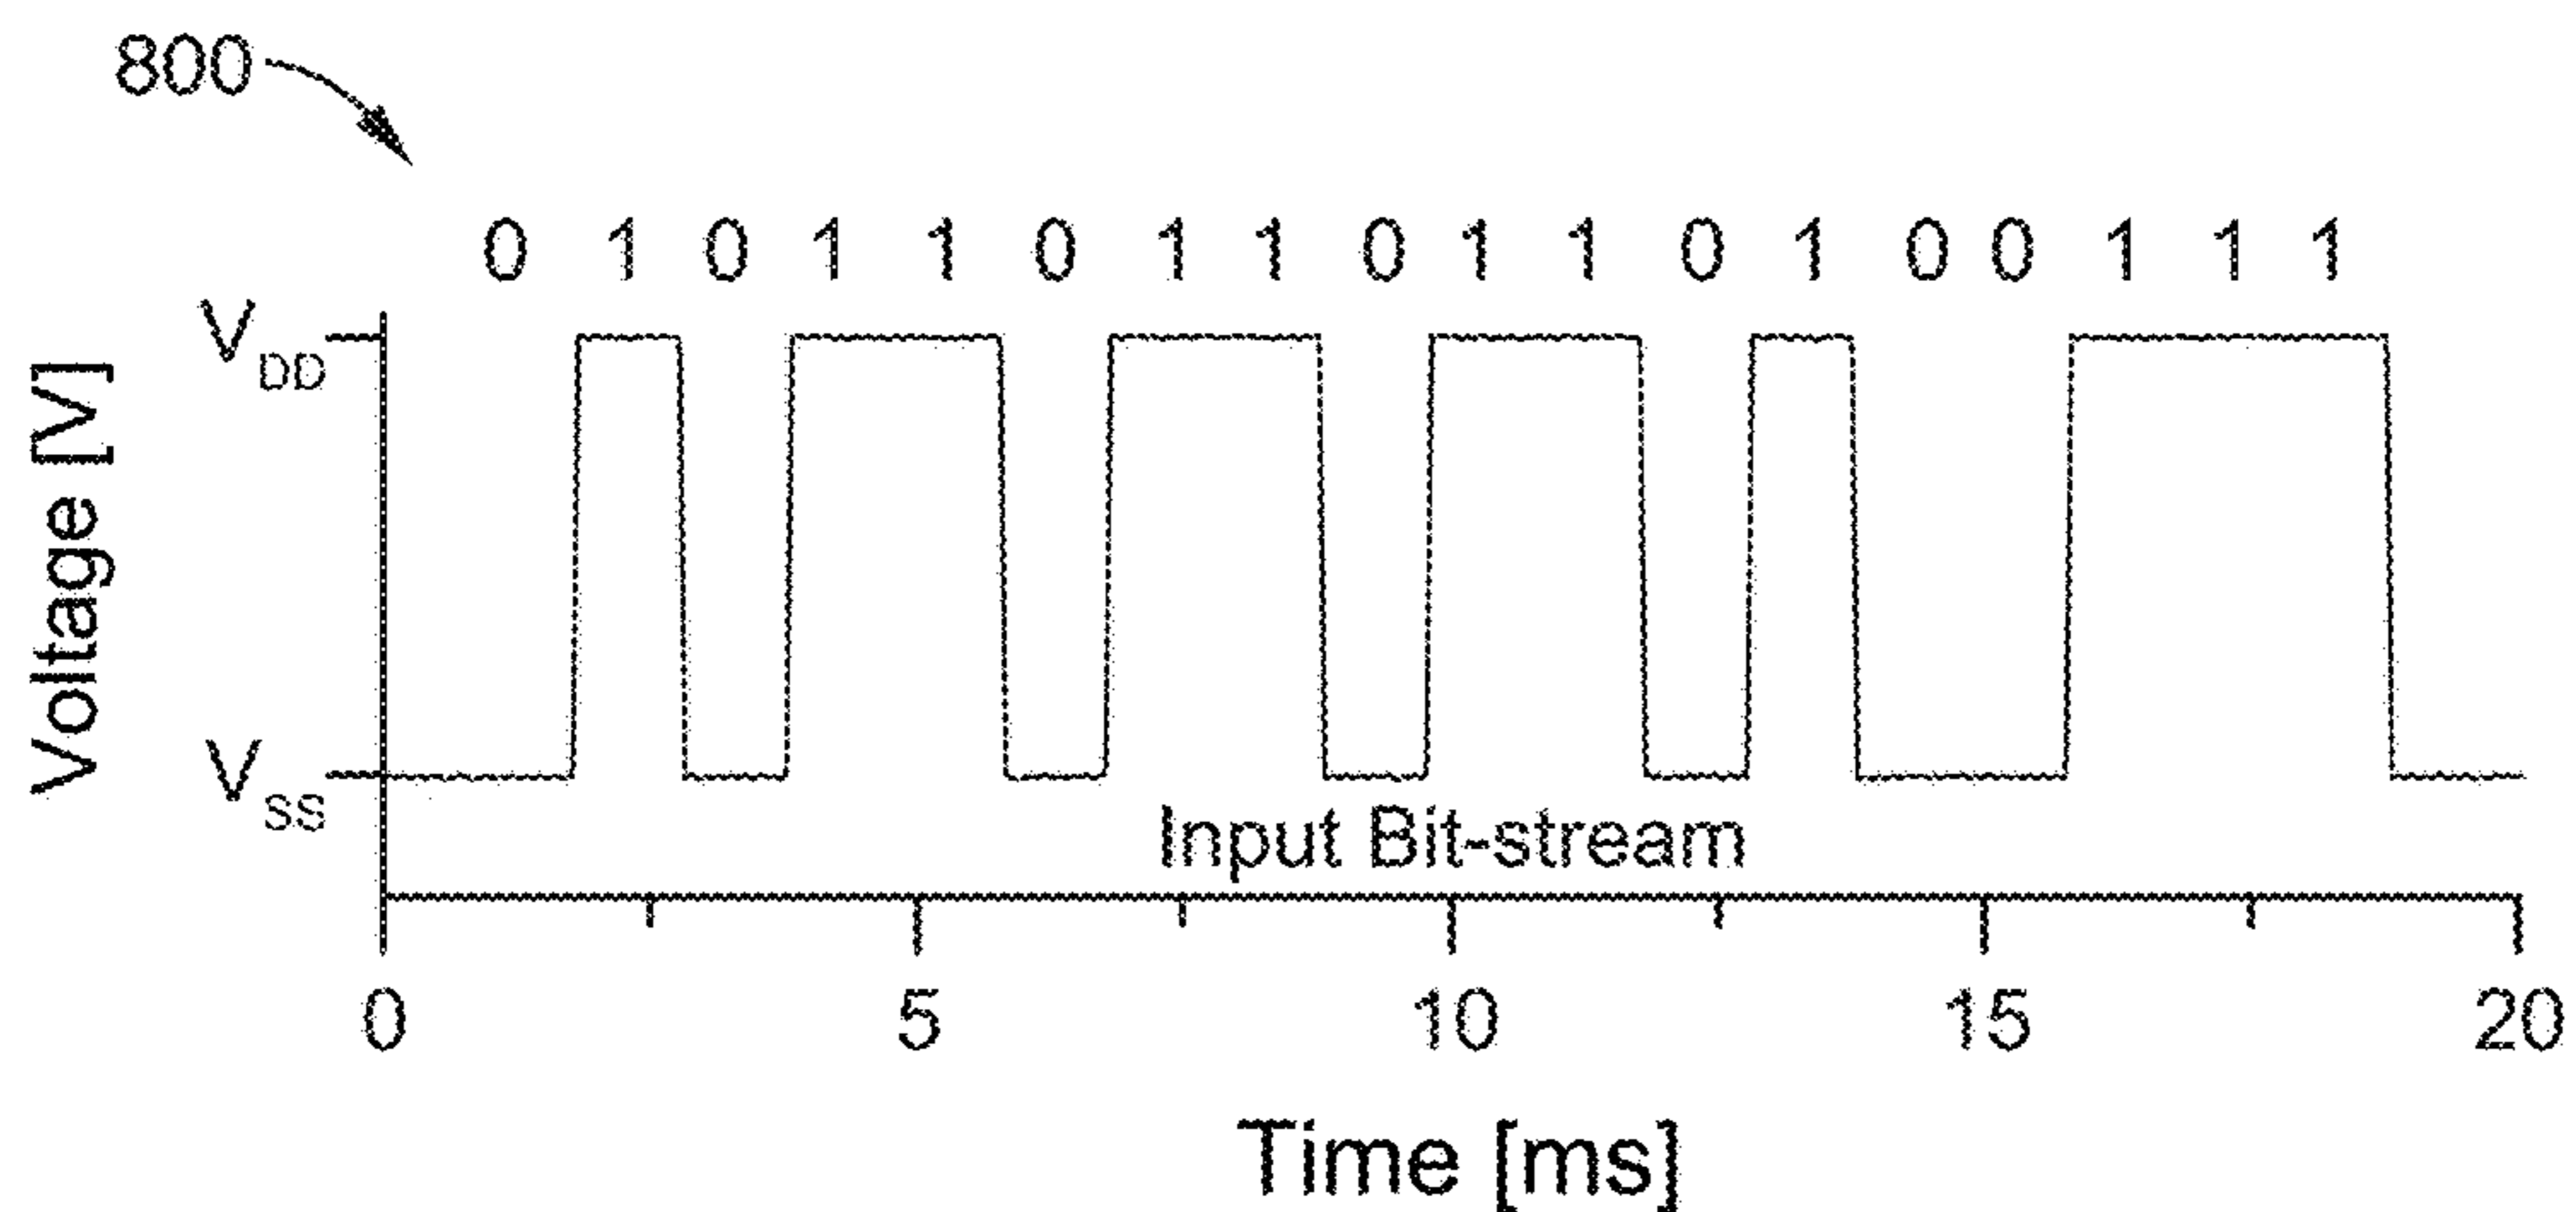 800
0 1 0 1 1 0 1 1 0 1 1 0 1 0 0 1 1 1
VDD
Voltage [V]
VSS
Input Bit-stream
0 5 10 15 20
Time [ms]